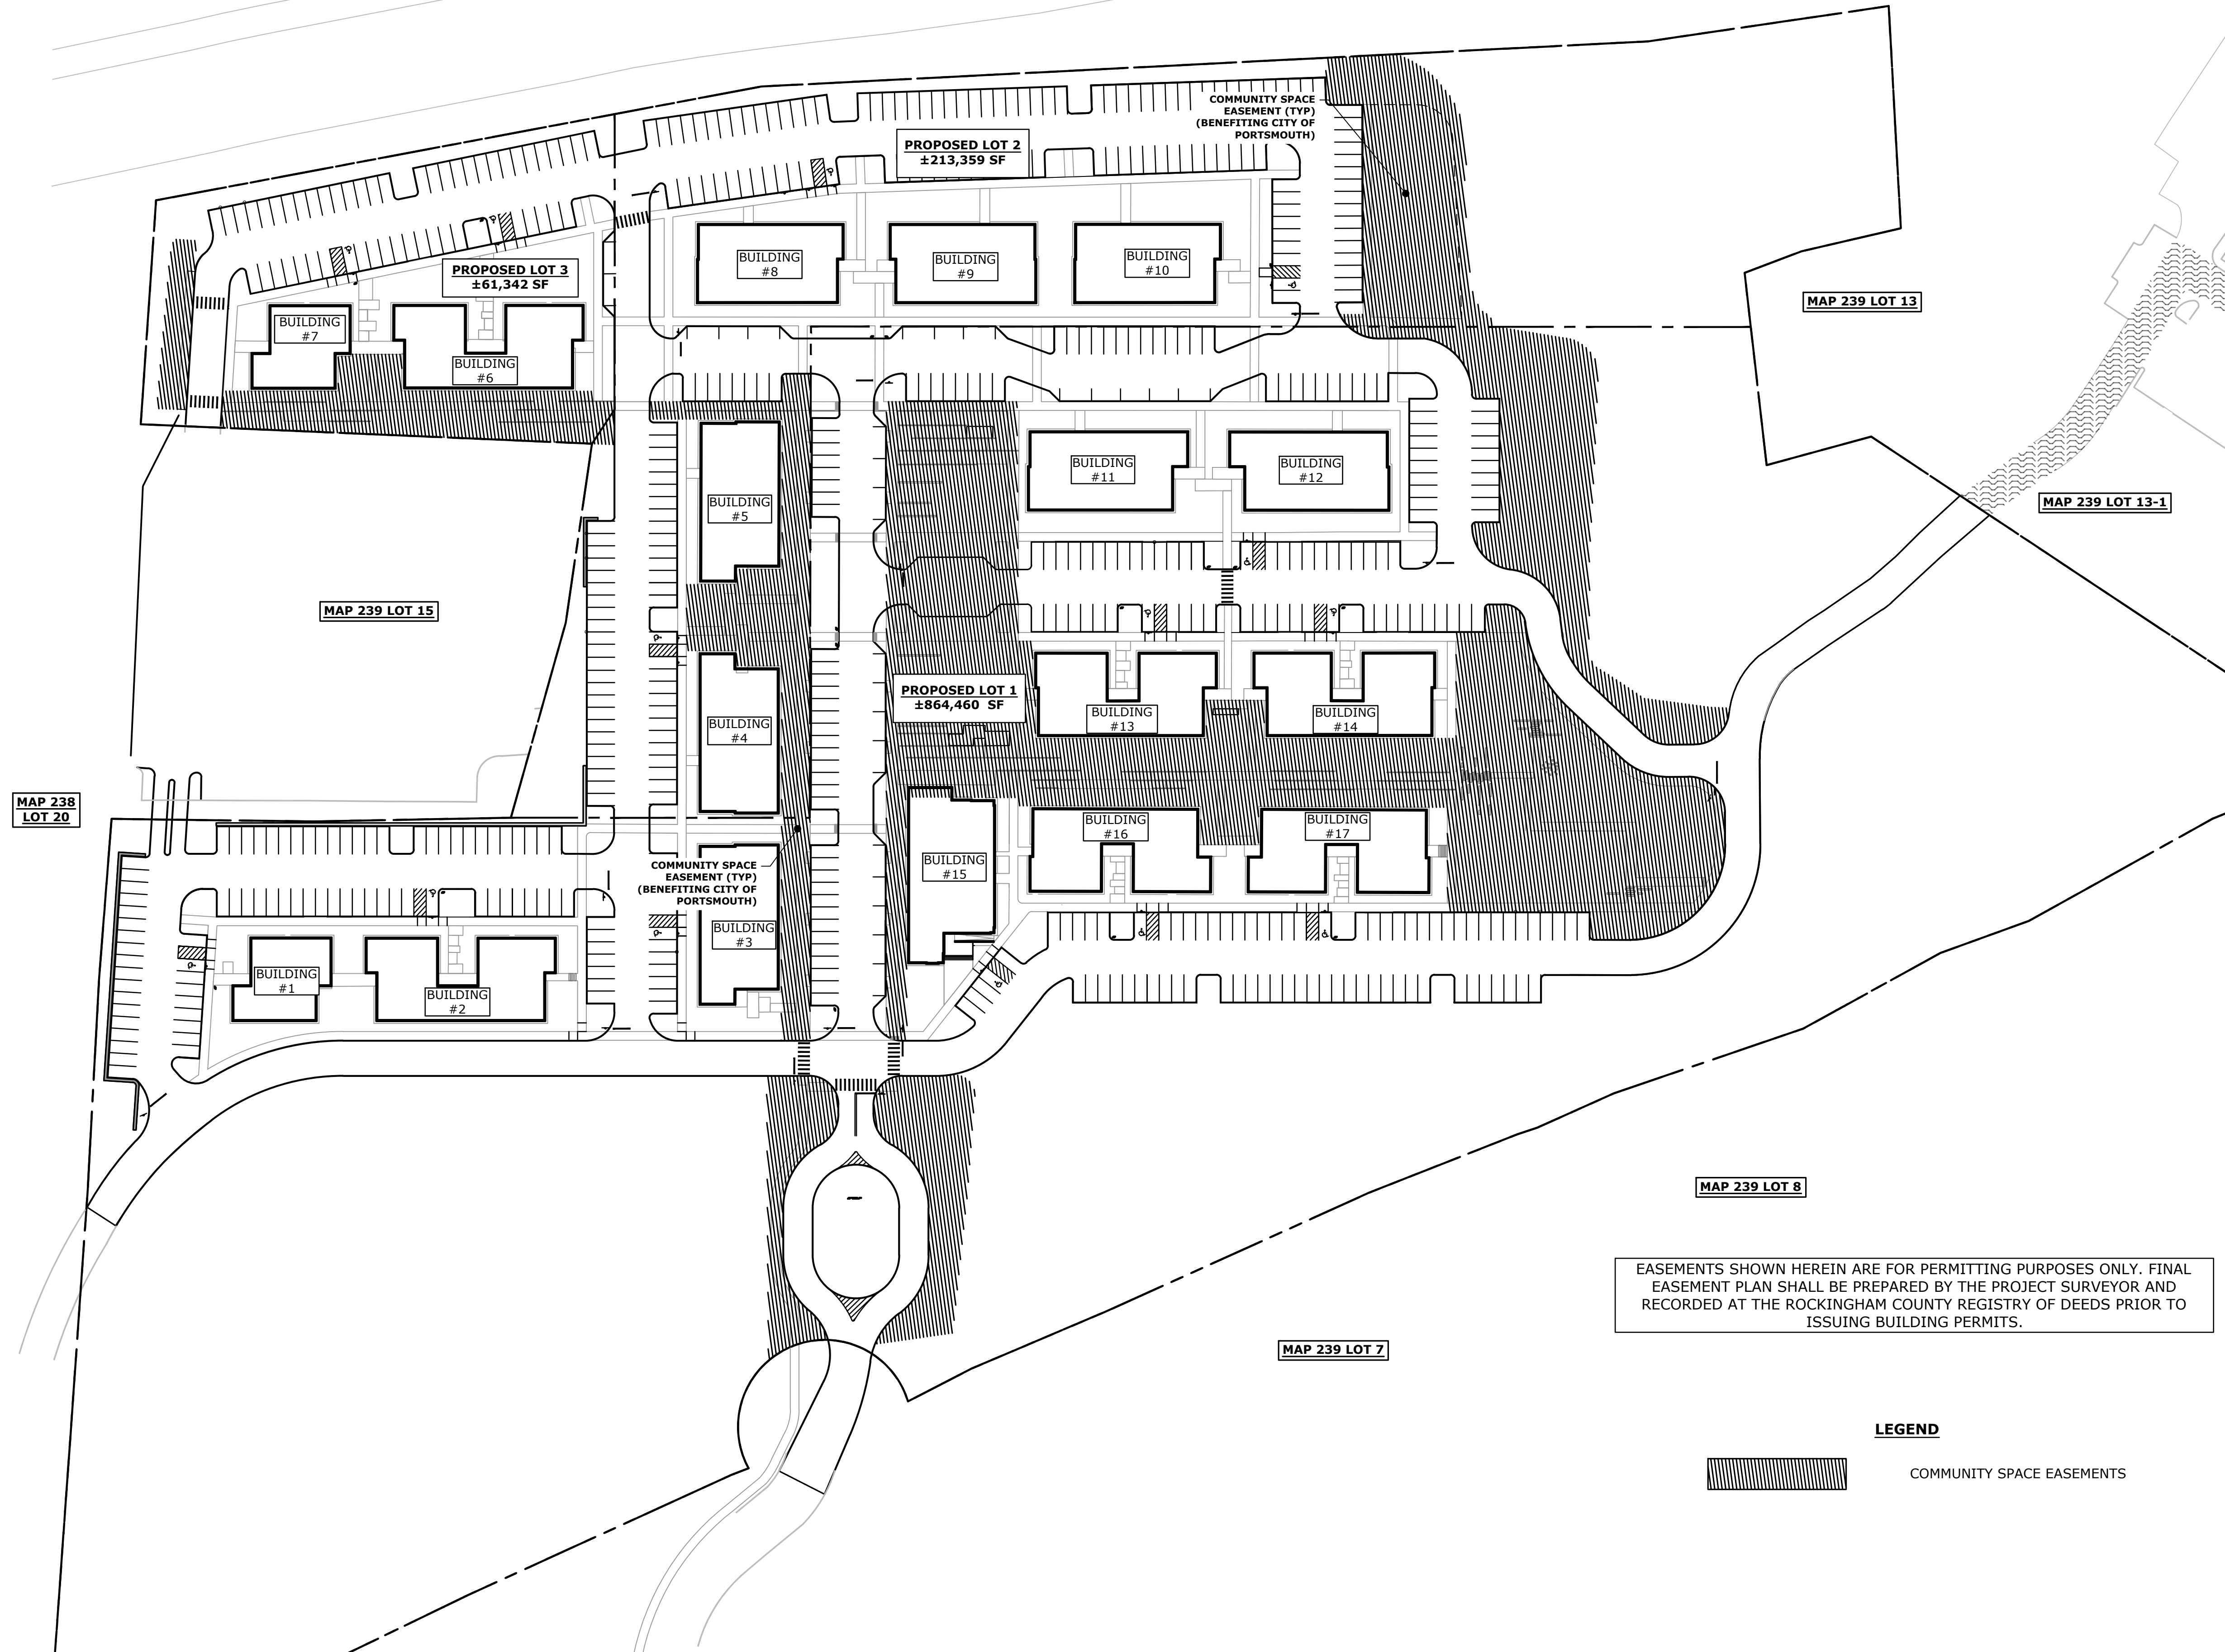 COMMUNITY SPACE
EASEMENT (TYP)
(BENEFITING CITY OF
PORTSMOUTH)
PROPOSED LOT 2
±213,359 SF
PROPOSED LOT 3
±61,342 SF
BUILDING
#8
BUILDING
#9
BUILDING
#10
MAP 239 LOT 13
BUILDING
#7
BUILDING
#6
BUILDING
#5
BUILDING
#11
BUILDING
#12
MAP 239 LOT 13-1
MAP 239 LOT 15
PROPOSED LOT 1
±864,460 SF
BUILDING
#4
BUILDING
#13
BUILDING
#14
MAP 238
LOT 20
BUILDING
#16
BUILDING
#17
COMMUNITY SPACE
EASEMENT (TYP)
(BENEFITING CITY OF
PORTSMOUTH)
BUILDING
#15
BUILDING
#3
BUILDING
#1
BUILDING
#2
MAP 239 LOT 8
EASEMENTS SHOWN HEREIN ARE FOR PERMITTING PURPOSES ONLY. FINAL
EASEMENT PLAN SHALL BE PREPARED BY THE PROJECT SURVEYOR AND
RECORDED AT THE ROCKINGHAM COUNTY REGISTRY OF DEEDS PRIOR TO
ISSUING BUILDING PERMITS.
MAP 239 LOT 7
LEGEND
COMMUNITY SPACE EASEMENTS